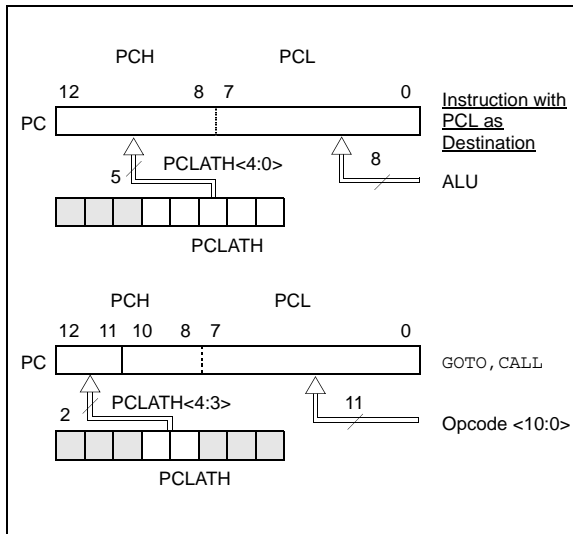 PCH PCL
12 8 7 0
PC
Instruction with
PCL as
Destination
5 PCLATH<4:0> 8
ALU
PCLATH
PCH PCL
12 11 10 8 7 0
PC GOTO, CALL
2 PCLATH<4:3> 11
Opcode <10:0>
PCLATH